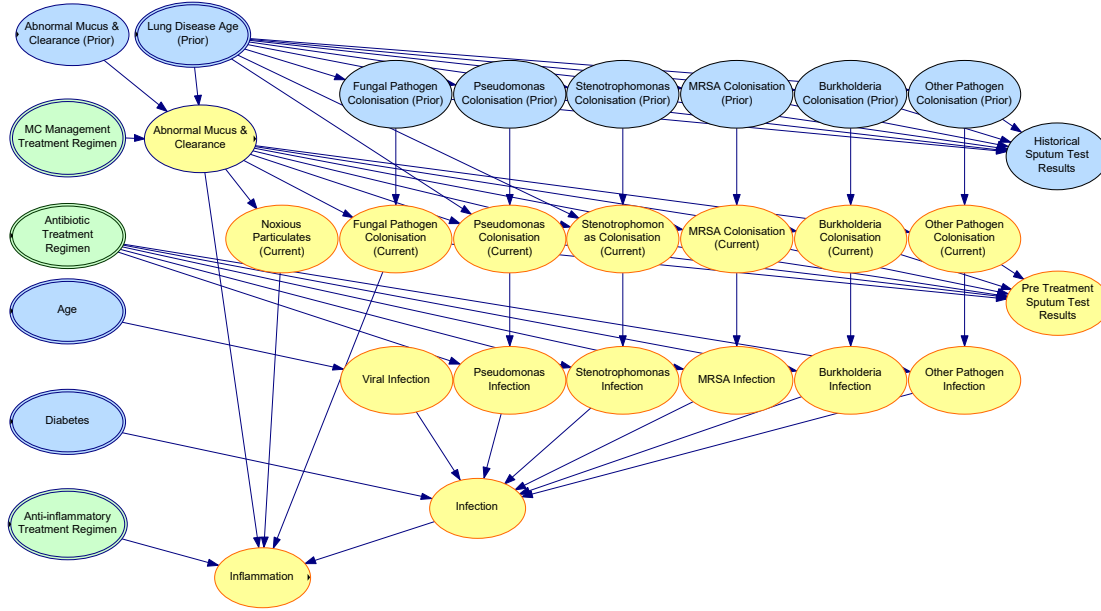 Abnormal Mucus &
Clearance (Prior)
Lung Disease Age
(Prior)
Fungal Pathogen
Colonisation (Prior)
Pseudomonas
Colonisation (Prior)
Stenotrophomonas
Colonisation (Prior)
MRSA Colonisation
(Prior)
Burkholderia
Colonisation (Prior)
Other Pathogen
Colonisation (Prior)
MC Management
Treatment Regimen
Abnormal Mucus &
Clearance
Historical
Sputum Test
Results
Antibiotic
Treatment
Regimen
Noxious
Particulates
(Current)
Fungal Pathogen
Colonisation
(Current)
Pseudomonas
Colonisation
(Current)
Stenotrophomon
as Colonisation
(Current)
MRSA Colonisation
(Current)
Burkholderia
Colonisation
(Current)
Other Pathogen
Colonisation
(Current)
Pre Treatment
Sputum Test
Results
Age
Viral Infection
Pseudomonas
Infection
Stenotrophomonas
Infection
MRSA Infection
Burkholderia
Infection
Other Pathogen
Infection
Diabetes
Infection
Anti-inflammatory
Treatment Regimen
Inflammation